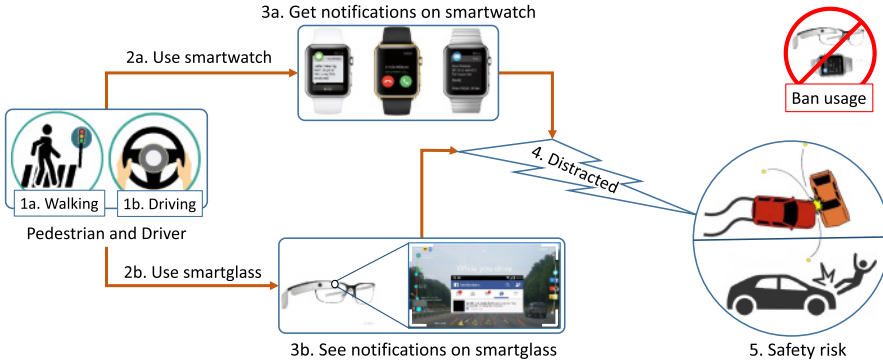 3a. Get notifications on smartwatch
2a. Use smartwatch
Ban usage
4. Distracted
1a. Walking
1b. Driving
Pedestrian and Driver
2b. Use smartglass
3b. See notifications on smartglass
5. Safety risk